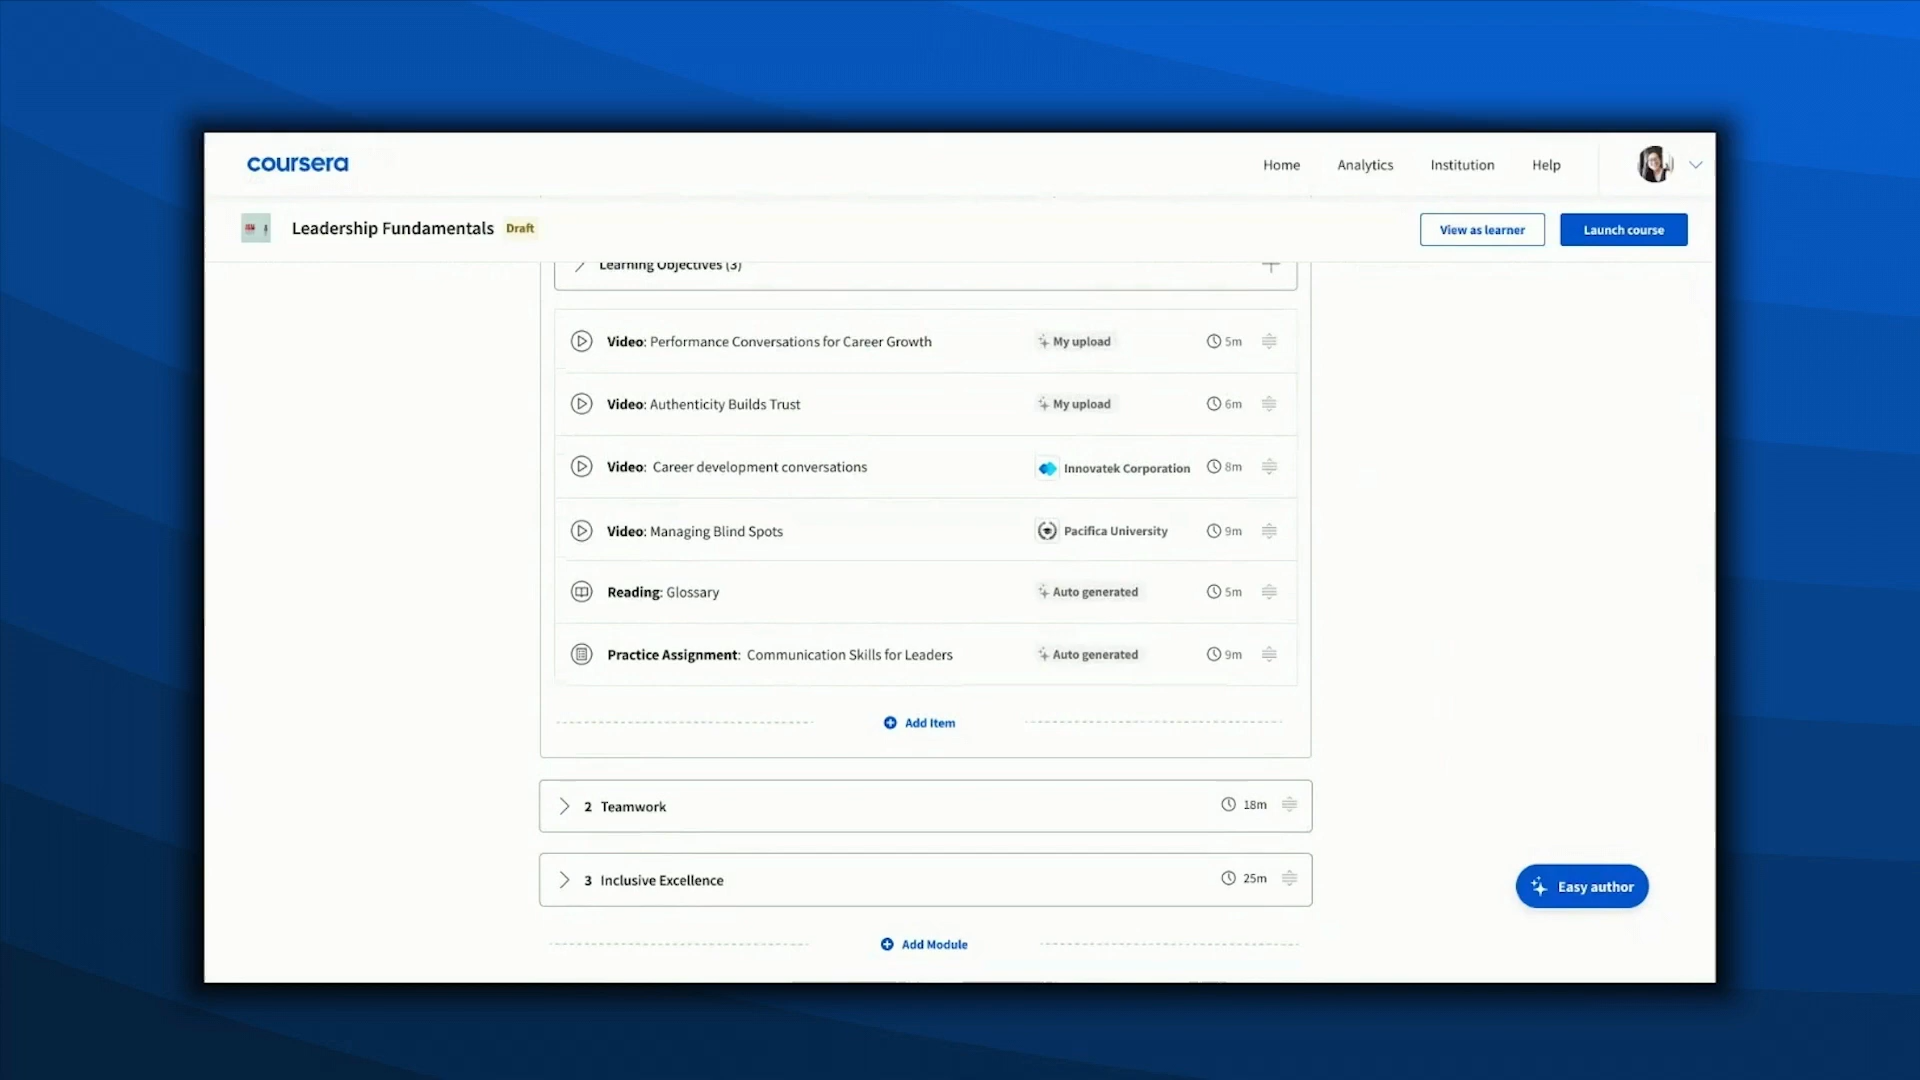 coursera
Home Analytics Institution Help
Leadership Fundamentals Draft View as learner Launch course
Learning Objectives (3)
Video: Performance Conversations for Career Growth My upload 5m
Video: Authenticity Builds Trust My upload 6m
Video: Career development conversations Innovatek Corporation 8m
Video: Managing Blind Spots Pacifica University 9m
Reading: Glossary Auto generated 5m
Practice Assignment: Communication Skills for Leaders Auto generated 9m
Add Item
2 Teamwork 18m
3 Inclusive Excellence 25m
Easy author
Add Module